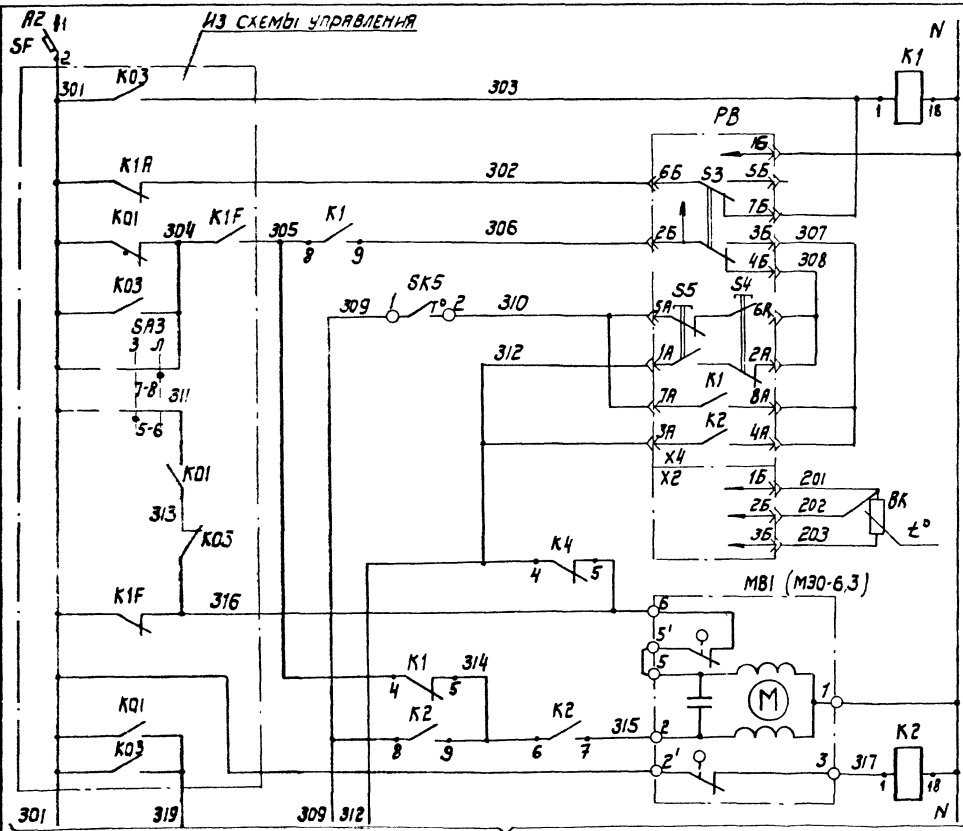 А2 1
ИЗ СХЕМЫ УПРАВЛЕНИЯ
N
SF
2
K1
301
K03
303
1
18
PB
1Б
K1A
302
6Б
S3
5Б
7Б
K01
304
K1F
305
K1
306
2Б
3Б
307
8
9
4Б
308
K03
309
1
SK5
t°
2
310
5A
S5
S4
6A
SA3
З
Л
312
1A
2A
7-8
311
7A
K1
8A
5-6
3A
K2
4A
X4
K01
X2
1Б
201
2Б
202
BK
313
K03
3Б
203
t°
K4
4
5
МВ1 (МЭО-6,3)
K1F
316
6
5'
K1
314
5
4
5
M
1
K01
K2
K2
315
2
K2
8
9
6
7
K03
2'
3
317
1
18
301
319
309
312
N